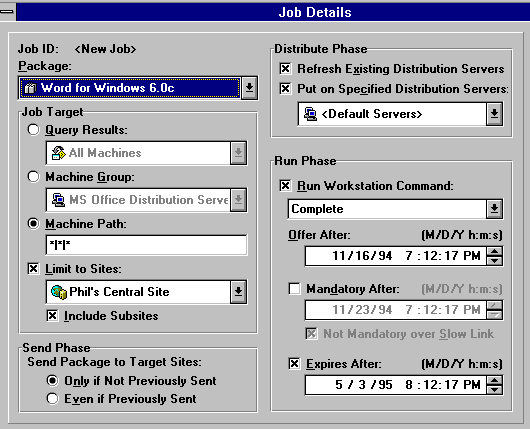 Job Details
Job ID: <New Job>
Package:
Word for Windows 6.0c
Job Target
Query Results:
All Machines
Machine Group:
MS Office Distribution Serve
Machine Path:
*|*|*
Limit to Sites:
Phil's Central Site
Include Subsites
Send Phase
Send Package to Target Sites:
Only if Not Previously Sent
Even if Previously Sent
Distribute Phase
Refresh Existing Distribution Servers
Put on Specified Distribution Servers:
<Default Servers>
Run Phase
Run Workstation Command:
Complete
Offer After: (M/D/Y h:m:s)
11/16/94 7:12:17 PM
Mandatory After: (M/D/Y h:m:s)
11/23/94 7:12:17 PM
Not Mandatory over Slow Link
Expires After: (M/D/Y h:m:s)
5/ 3 /95 8:12:17 PM